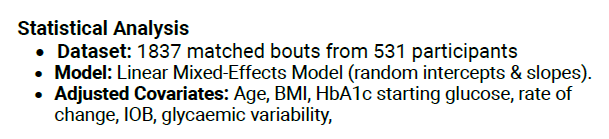 Statistical Analysis
• Dataset: 1837 matched bouts from 531 participants
• Model: Linear Mixed-Effects Model (random intercepts & slopes).
• Adjusted Covariates: Age, BMI, HbA1c starting glucose, rate of
change, IOB, glycaemic variability,